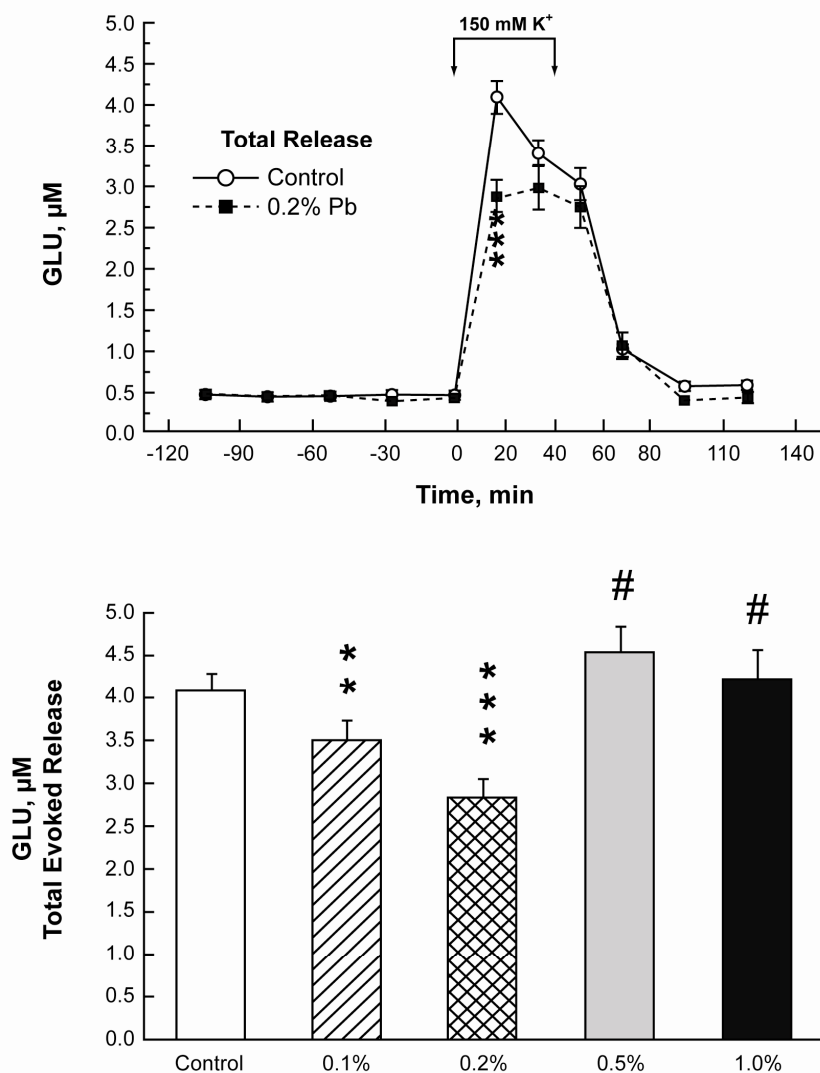 150 mM K+
5.0
4.5
4.0
3.5
3.0
2.5
2.0
1.5
1.0
0.5
0.0
GLU, µM
Total Release
Control
0.2% Pb
***
-120 -90 -60 -30 0 20 40 60 80 110 140
Time, min
5.0
4.5
4.0
3.5
3.0
2.5
2.0
1.5
1.0
0.5
0.0
GLU, µM
Total Evoked Release
**
***
#
#
Control 0.1% 0.2% 0.5% 1.0%